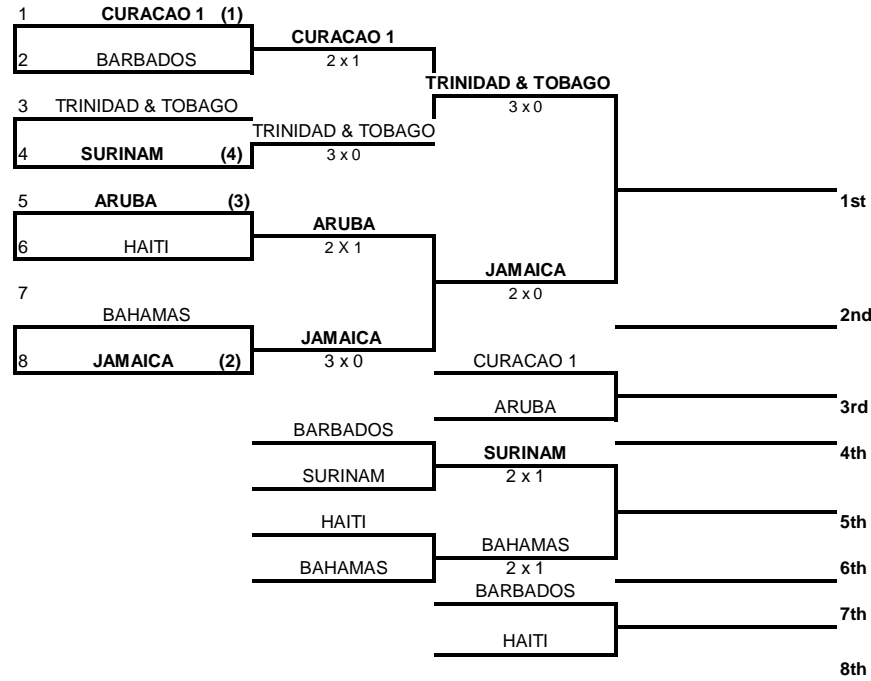 1 CURACAO 1 (1)
CURACAO 1
2 BARBADOS
2 x 1
TRINIDAD & TOBAGO
3 x 0
3 TRINIDAD & TOBAGO
TRINIDAD & TOBAGO
3 x 0
4 SURINAM (4)
1st
5 ARUBA (3)
ARUBA
2 X 1
6 HAITI
JAMAICA
2 x 0
7
BAHAMAS
2nd
JAMAICA
3 x 0
8 JAMAICA (2)
CURACAO 1
ARUBA
3rd
BARBADOS
4th
SURINAM
2 x 1
SURINAM
HAITI
5th
BAHAMAS
2 x 1
BAHAMAS
6th
BARBADOS
7th
HAITI
8th